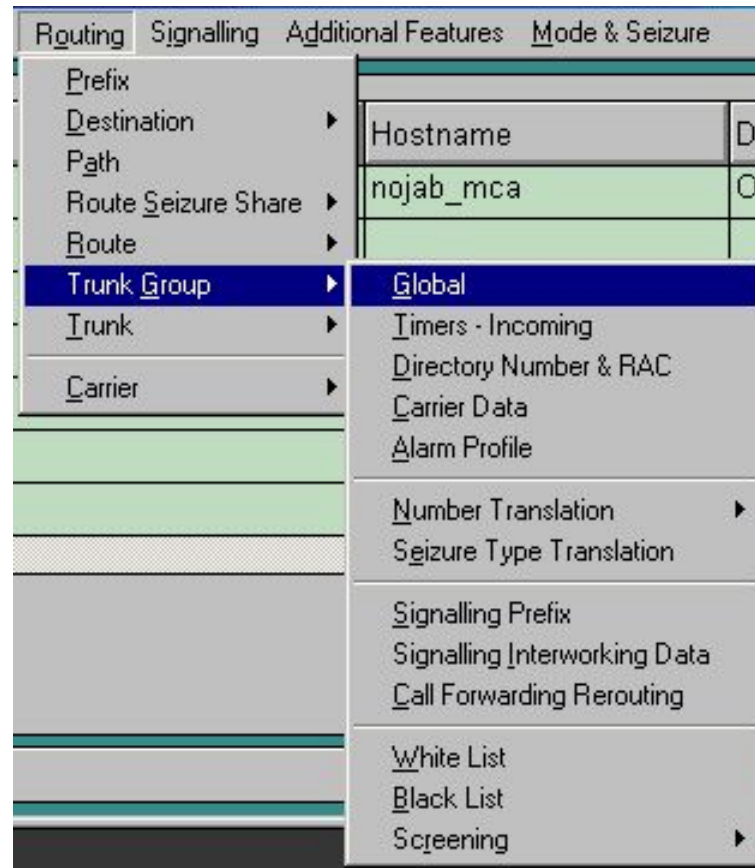 Routing Signalling Additional Features Mode & Seizure
Prefix
Destination
Path
Route Seizure Share
Route
Trunk Group
Trunk
Carrier
Hostname D
nojab_mca
Global
Timers - Incoming
Directory Number & RAC
Carrier Data
Alarm Profile
Number Translation
Seizure Type Translation
Signalling Prefix
Signalling Interworking Data
Call Forwarding Rerouting
White List
Black List
Screening